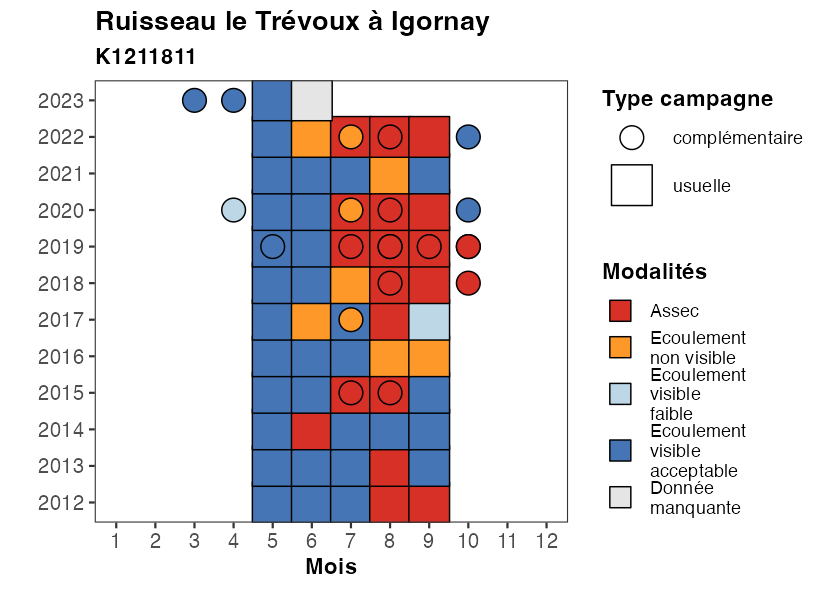 Ruisseau le Trévoux à Igornay
K1211811
2023
2022
2021
2020
2019
2018
2017
2016
2015
2014
2013
2012
1 2 3 4 5 6 7 8 9 10 11 12
Mois
Type campagne
complémentaire
usuelle
Modalités
Assec
Ecoulement
non visible
Ecoulement
visible
faible
Ecoulement
visible
acceptable
Donnée
manquante